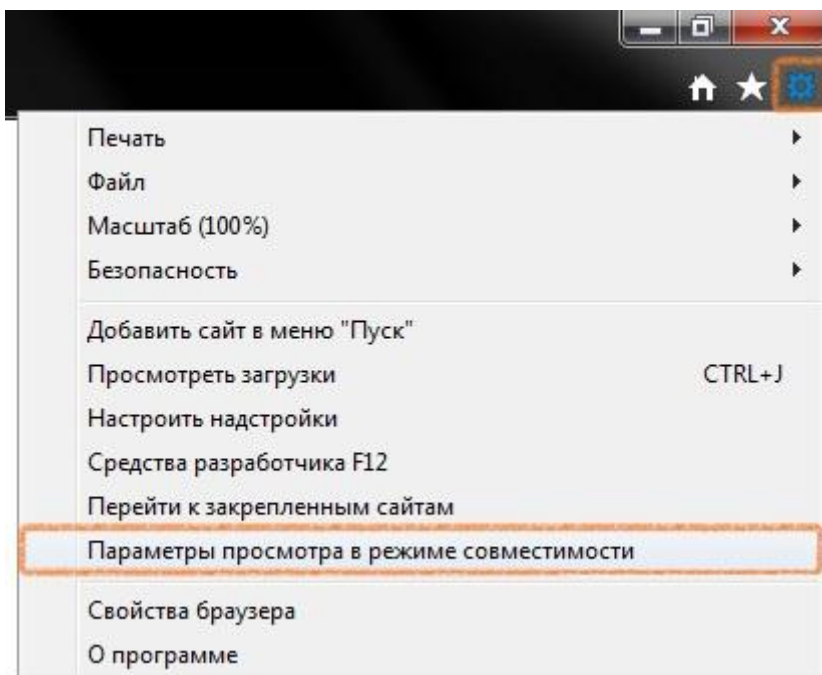 Печать
Файл
Масштаб (100%)
Безопасность
Добавить сайт в меню "Пуск"
Просмотреть загрузки CTRL+J
Настроить надстройки
Средства разработчика F12
Перейти к закрепленным сайтам
Параметры просмотра в режиме совместимости
Свойства браузера
О программе